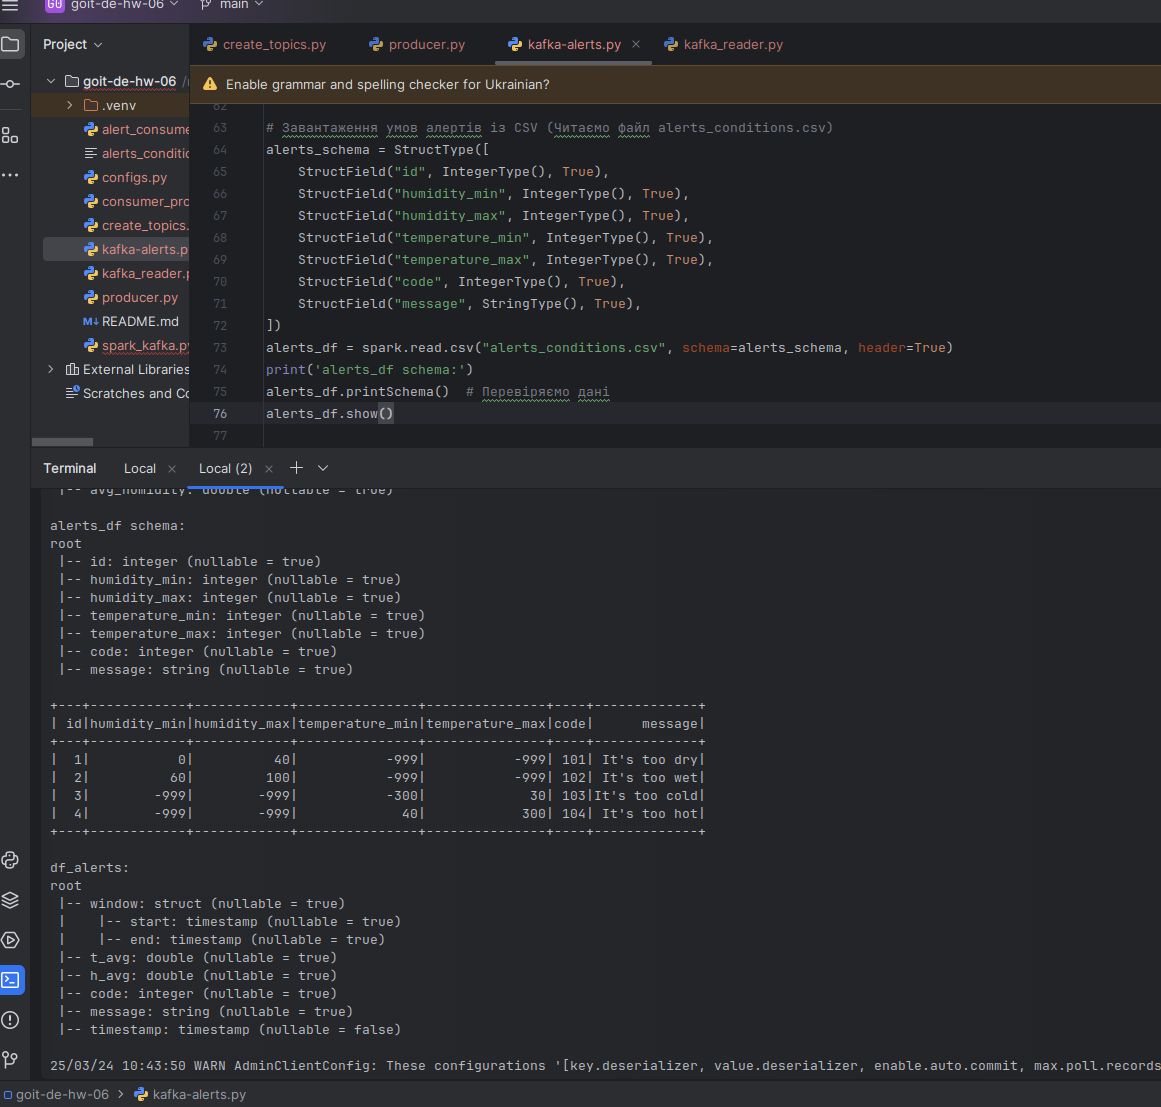 goit-de-hw-06 main
Project
create_topics.py producer.py kafka-alerts.py kafka_reader.py
goit-de-hw-06
.venv
alert_consume
alerts_conditio
configs.py
consumer_pro
create_topics.
kafka-alerts.p
kafka_reader.p
producer.py
M↓ README.md
spark_kafka.py
External Libraries
Scratches and Co
Enable grammar and spelling checker for Ukrainian?
62
63 # Завантаження умов алертів із CSV (Читаємо файл alerts_conditions.csv)
64 alerts_schema = StructType([
65 StructField("id", IntegerType(), True),
66 StructField("humidity_min", IntegerType(), True),
67 StructField("humidity_max", IntegerType(), True),
68 StructField("temperature_min", IntegerType(), True),
69 StructField("temperature_max", IntegerType(), True),
70 StructField("code", IntegerType(), True),
71 StructField("message", StringType(), True),
72 ])
73 alerts_df = spark.read.csv("alerts_conditions.csv", schema=alerts_schema, header=True)
74 print('alerts_df schema:')
75 alerts_df.printSchema() # Перевіряємо дані
76 alerts_df.show()
77
Terminal Local Local (2)
|-- avg_humidity: double (nullable = true)
alerts_df schema:
root
|-- id: integer (nullable = true)
|-- humidity_min: integer (nullable = true)
|-- humidity_max: integer (nullable = true)
|-- temperature_min: integer (nullable = true)
|-- temperature_max: integer (nullable = true)
|-- code: integer (nullable = true)
|-- message: string (nullable = true)
+---+------------+------------+---------------+---------------+----+-------------+
| id|humidity_min|humidity_max|temperature_min|temperature_max|code|      message|
+---+------------+------------+---------------+---------------+----+-------------+
|  1|           0|          40|           -999|           -999| 101| It's too dry|
|  2|          60|         100|           -999|           -999| 102| It's too wet|
|  3|        -999|        -999|           -300|             30| 103|It's too cold|
|  4|        -999|        -999|             40|            300| 104| It's too hot|
+---+------------+------------+---------------+---------------+----+-------------+
df_alerts:
root
|-- window: struct (nullable = true)
|    |-- start: timestamp (nullable = true)
|    |-- end: timestamp (nullable = true)
|-- t_avg: double (nullable = true)
|-- h_avg: double (nullable = true)
|-- code: integer (nullable = true)
|-- message: string (nullable = true)
|-- timestamp: timestamp (nullable = false)
25/03/24 10:43:50 WARN AdminClientConfig: These configurations '[key.deserializer, value.deserializer, enable.auto.commit, max.poll.records
goit-de-hw-06 > kafka-alerts.py